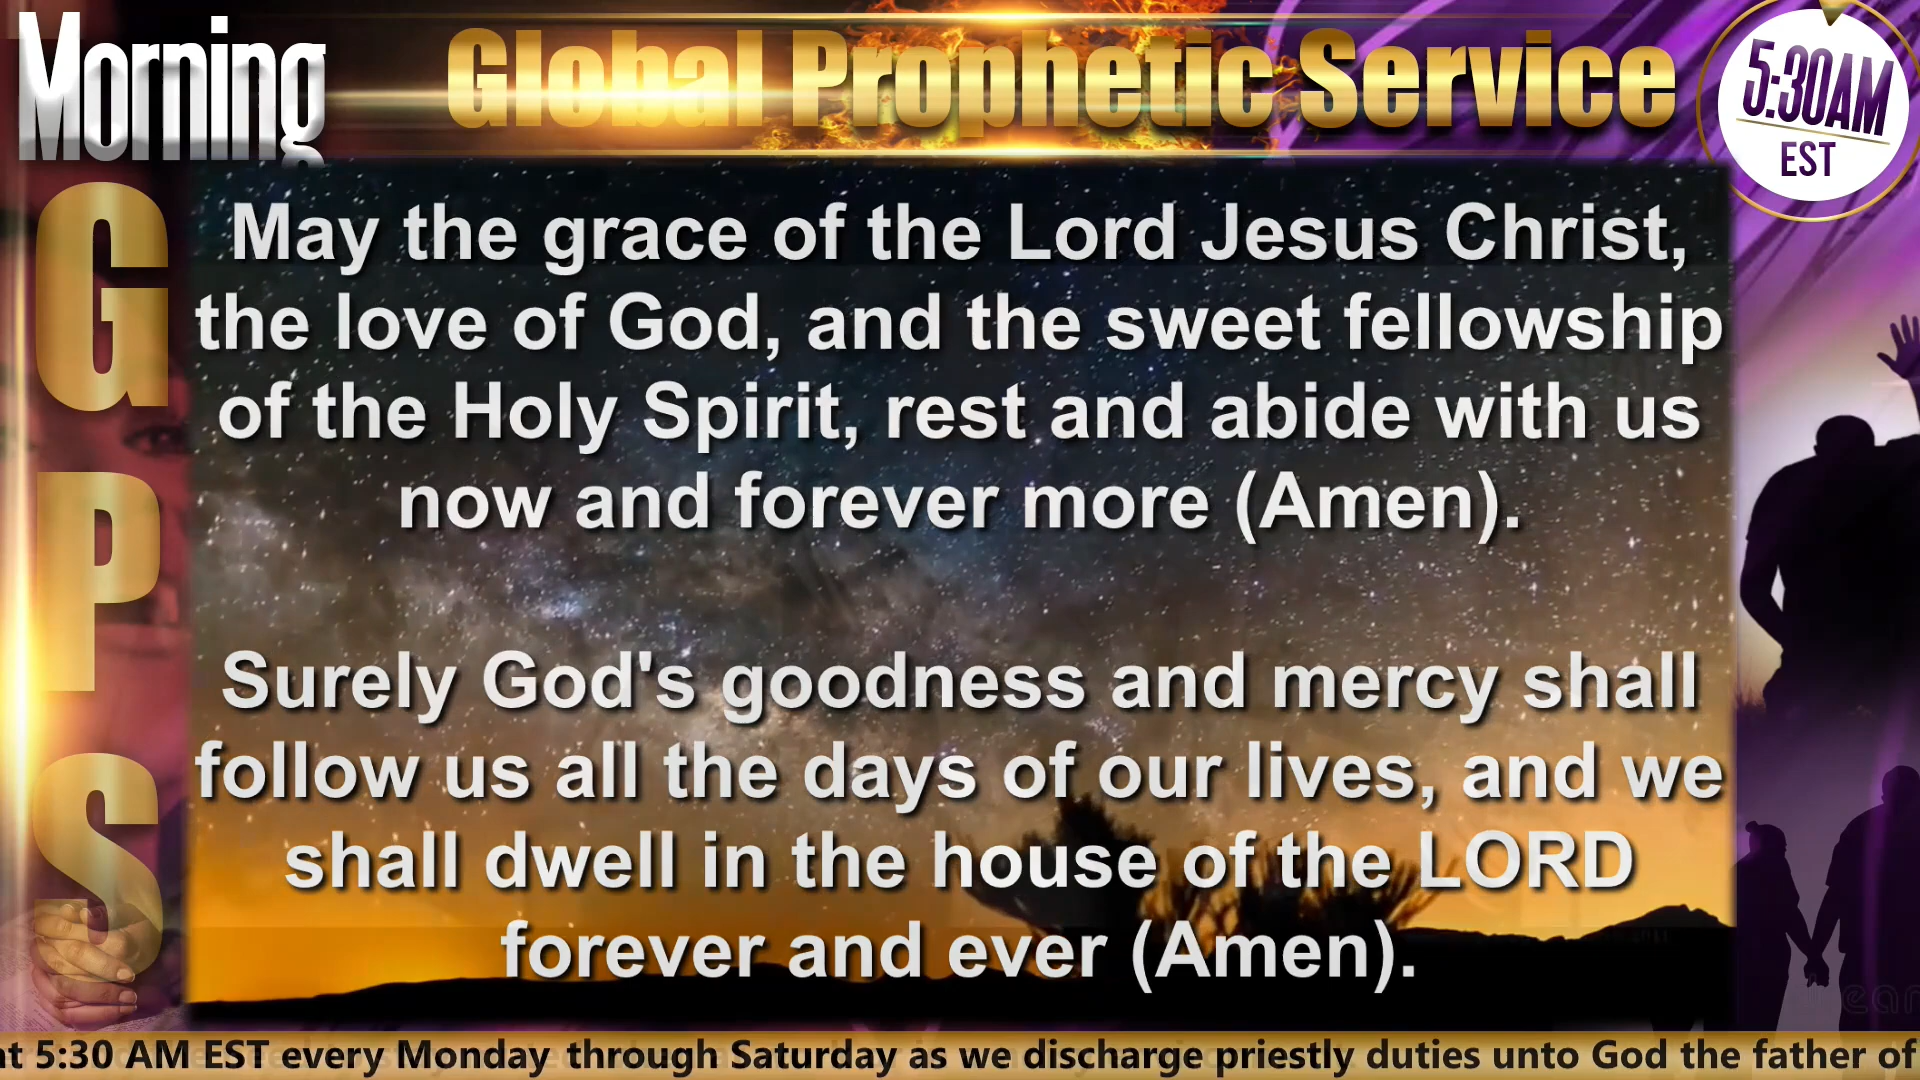 Morning
Global Prophetic Service
5:30AM
EST
G
P
S
May the grace of the Lord Jesus Christ,
the love of God, and the sweet fellowship
of the Holy Spirit, rest and abide with us
now and forever more (Amen).
Surely God's goodness and mercy shall
follow us all the days of our lives, and we
shall dwell in the house of the LORD
forever and ever (Amen).
5:30 AM EST every Monday through Saturday as we discharge priestly duties unto God the father of